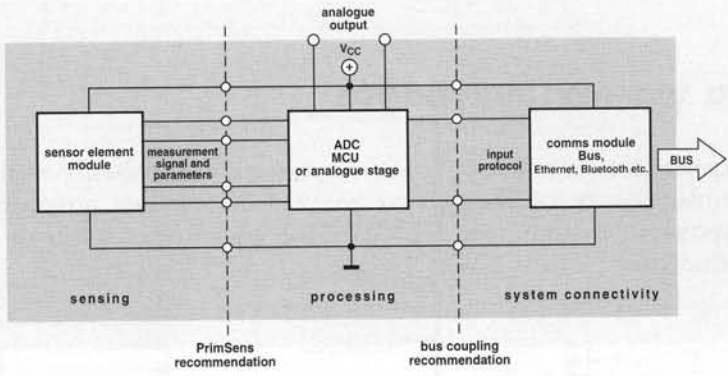 analogue
output
VCC
+
sensor element
module
measurement
signal and
parameters
ADC
MCU
or analogue stage
input
protocol
comms module
Bus,
Ethernet, Bluetooth etc.
BUS
sensing
processing
system connectivity
PrimSens
recommendation
bus coupling
recommendation